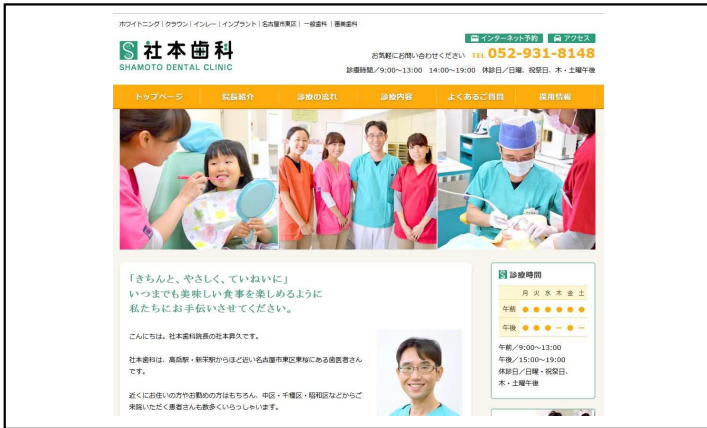 ホワイトニング│クラウン│インレー│インプラント│名古屋市東区│ 一般歯科 │審美歯科
インターネット予約 アクセス
S 社本歯科
SHAMOTO DENTAL CLINIC
お気軽にお問い合わせください TEL 052-931-8148
診療時間/9:00~13:00 14:00~19:00 休診日/日曜、祝祭日、木・土曜午後
トップページ 院長紹介 診療の流れ 診療内容 よくあるご質問 採用情報
「きちんと、やさしく、ていねいに」
いつまでも美味しい食事を楽しめるように
私たちにお手伝いさせてください。
こんにちは。社本歯科院長の社本昇久です。
社本歯科は、高岳駅・新栄駅からほど近い名古屋市東区東桜にある歯医者さん
です。
近くにお住いの方やお勤めの方はもちろん、中区・千種区・昭和区などからご
来院いただく患者さんも数多くいらっしゃいます。
S 診療時間
月 火 水 木 金 土
午前 ● ● ● ● ● ●
午後 ● ● ● － ● －
午前/9:00~13:00
午後/15:00~19:00
休診日/日曜・祝祭日、
木・土曜午後